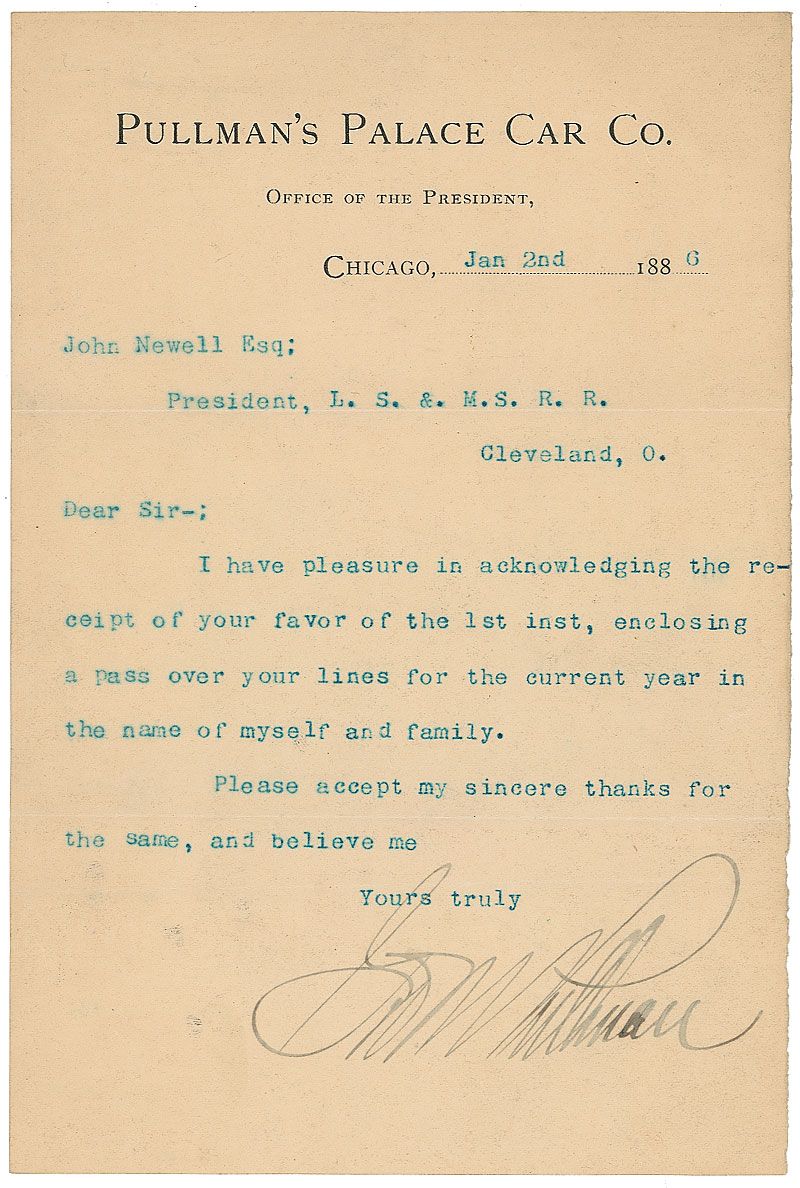 PULLMAN'S PALACE CAR CO.
OFFICE OF THE PRESIDENT,
CHICAGO, Jan 2nd 1886
John Newell Esq;
President, L. S. &. M.S. R. R.
Cleveland, O.
Dear Sir-;
I have pleasure in acknowledging the re-
ceipt of your favor of the 1st inst, enclosing
a pass over your lines for the current year in
the name of myself and family.
Please accept my sincere thanks for
the same, and believe me
Yours truly
Geo M Pullman